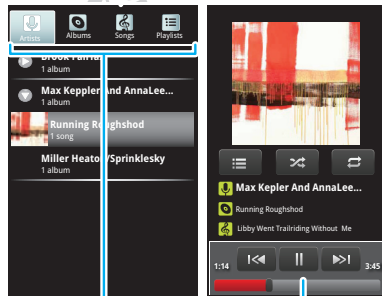 Artists
Albums
Songs
Playlists
1 album
Max Keppler And AnnaLee...
1 album
Running Roughshod
1 song
Miller Heaton/Sprinklesky
1 album
Max Kepler And AnnaLee...
Running Roughshod
Libby Went Trailriding Without Me
1:14
3:45